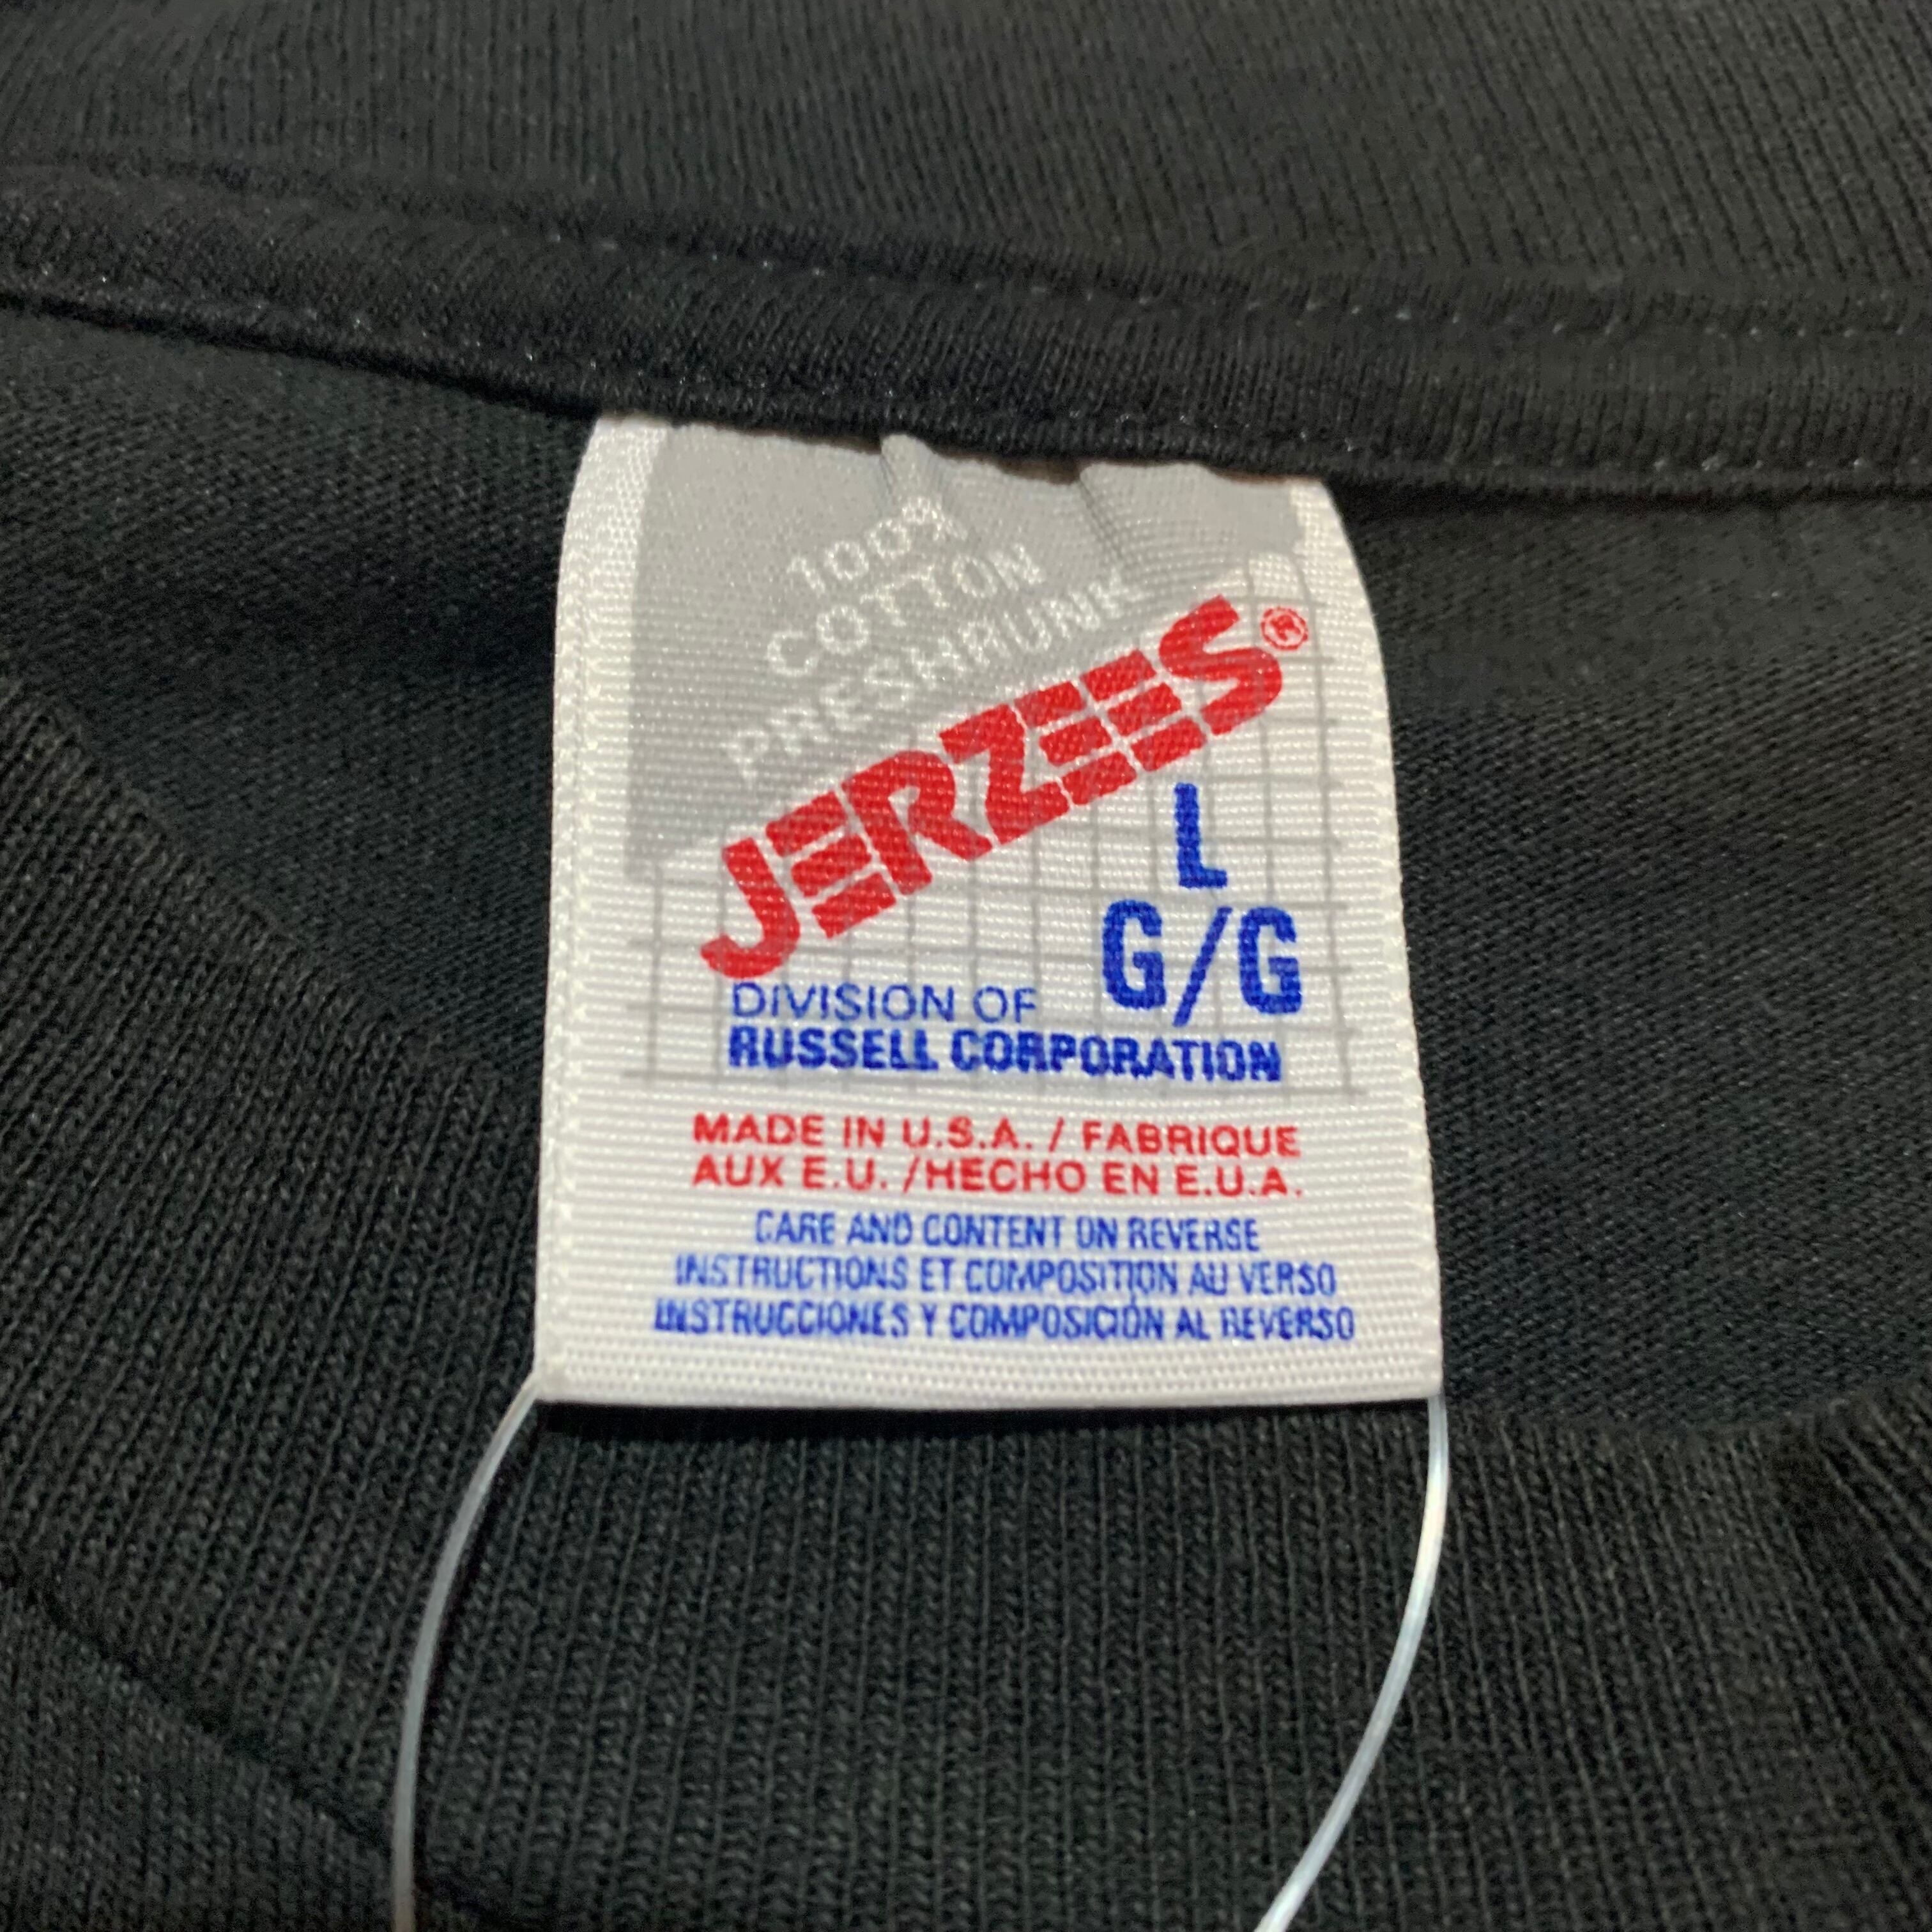 100%
COTTON
PRESHRUNK
JERZEES®
L
G/G
DIVISION OF
RUSSELL CORPORATION
MADE IN U.S.A. / FABRIQUE
AUX E.U. /HECHO EN E.U.A.
CARE AND CONTENT ON REVERSE
INSTRUCTIONS ET COMPOSITION AU VERSO
INSTRUCCIONES Y COMPOSICIÓN AL REVERSO